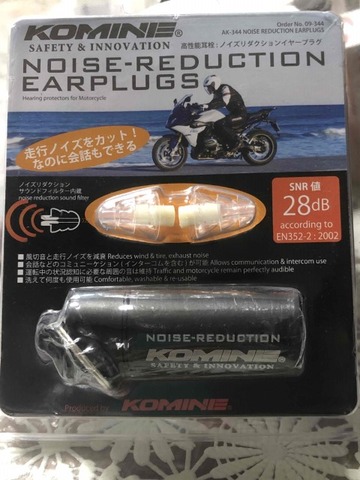 KOMINE
SAFETY & INNOVATION
Order No. 09-344
AK-344 NOISE REDUCTION EARPLUGS
高性能耳栓:ノイズリダクションイヤープラグ
NOISE-REDUCTION
EARPLUGS
Hearing protectors for Motorcycle
走行ノイズをカット!
なのに会話もできる
ノイズリダクション
サウンドフィルター内蔵
noise reduction sound filter
SNR 値
28dB
according to
EN352-2 : 2002
■ 風切音と走行ノイズを減衰 Reduces wind & tire, exhaust noise
■ 会話などのコミュニケーション (インターコムを含む) が可能 Allows communication & intercom use
■ 運転中の状況認知に必要な周囲の音は維持 Traffic and motorcycle remain perfectly audible
■ 洗えて何度も使用可能 Comfortable, washable & re-usable
NOISE-REDUCTION
KOMINE
SAFETY & INNOVATION
Produced by KOMINE